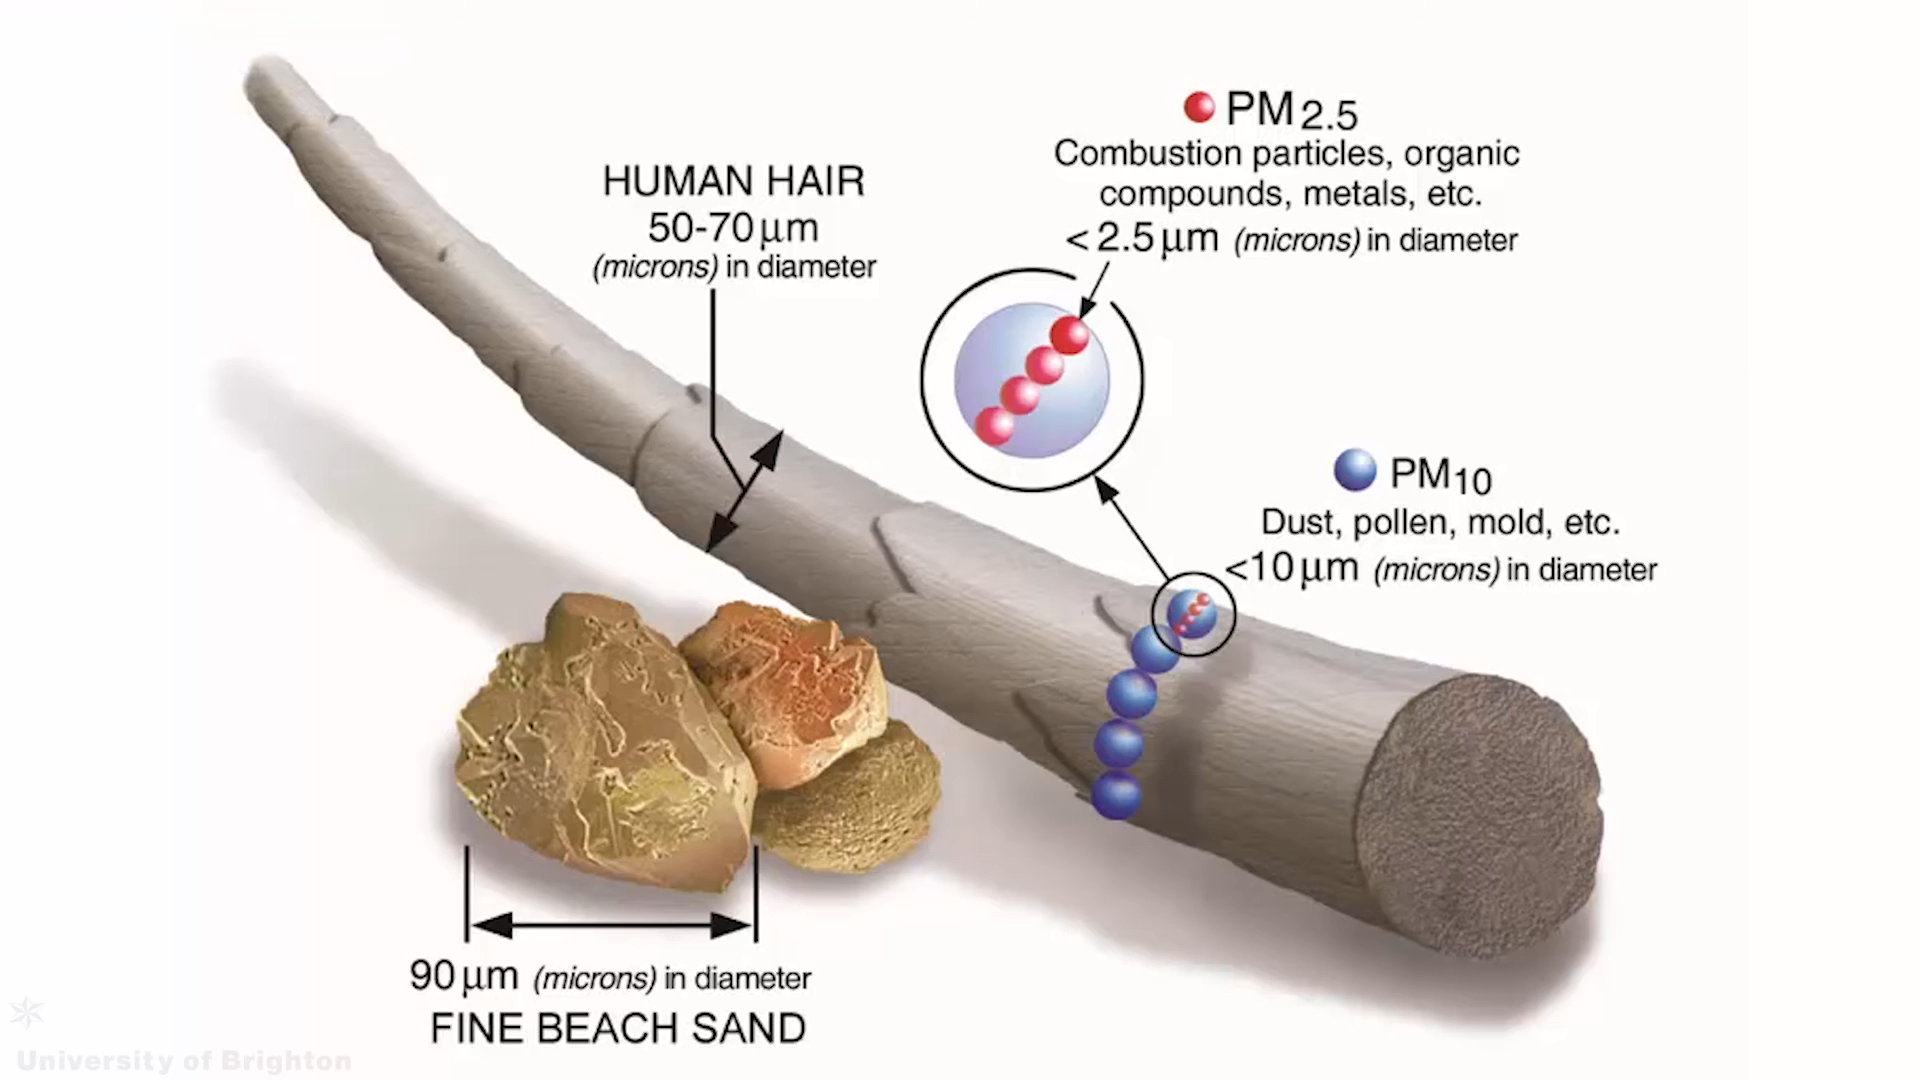 HUMAN HAIR
50-70 µm
(microns) in diameter
PM 2.5
Combustion particles, organic
compounds, metals, etc.
< 2.5 µm (microns) in diameter
PM10
Dust, pollen, mold, etc.
<10 µm (microns) in diameter
90 µm (microns) in diameter
FINE BEACH SAND
University of Brighton